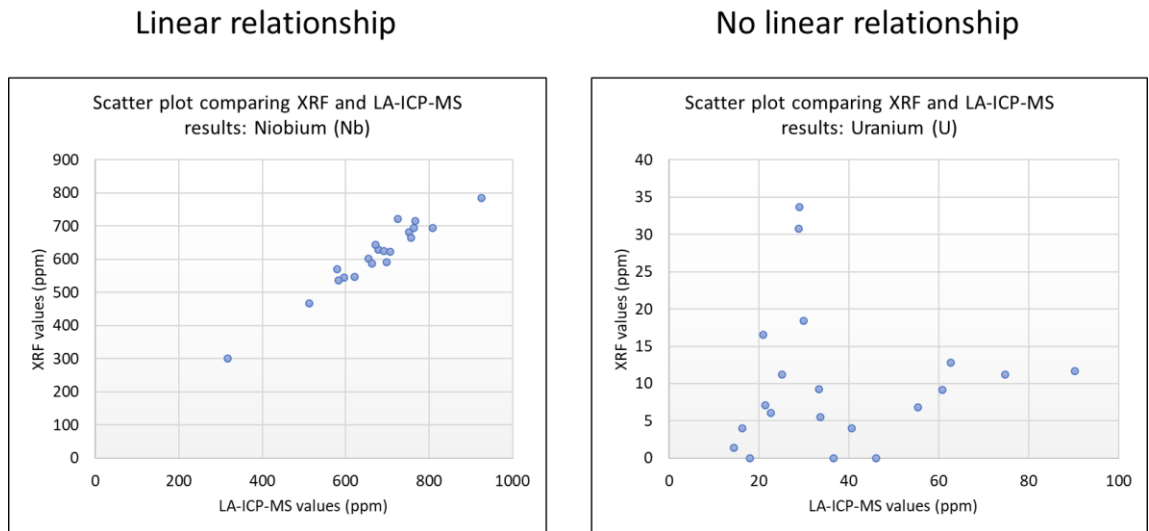 Linear relationship
No linear relationship
Scatter plot comparing XRF and LA-ICP-MS
results: Niobium (Nb)
900
800
700
600
500
400
300
200
100
0
XRF values (ppm)
0 200 400 600 800 1000
LA-ICP-MS values (ppm)
Scatter plot comparing XRF and LA-ICP-MS
results: Uranium (U)
40
35
30
25
20
15
10
5
0
XRF values (ppm)
0 20 40 60 80 100
LA-ICP-MS values (ppm)